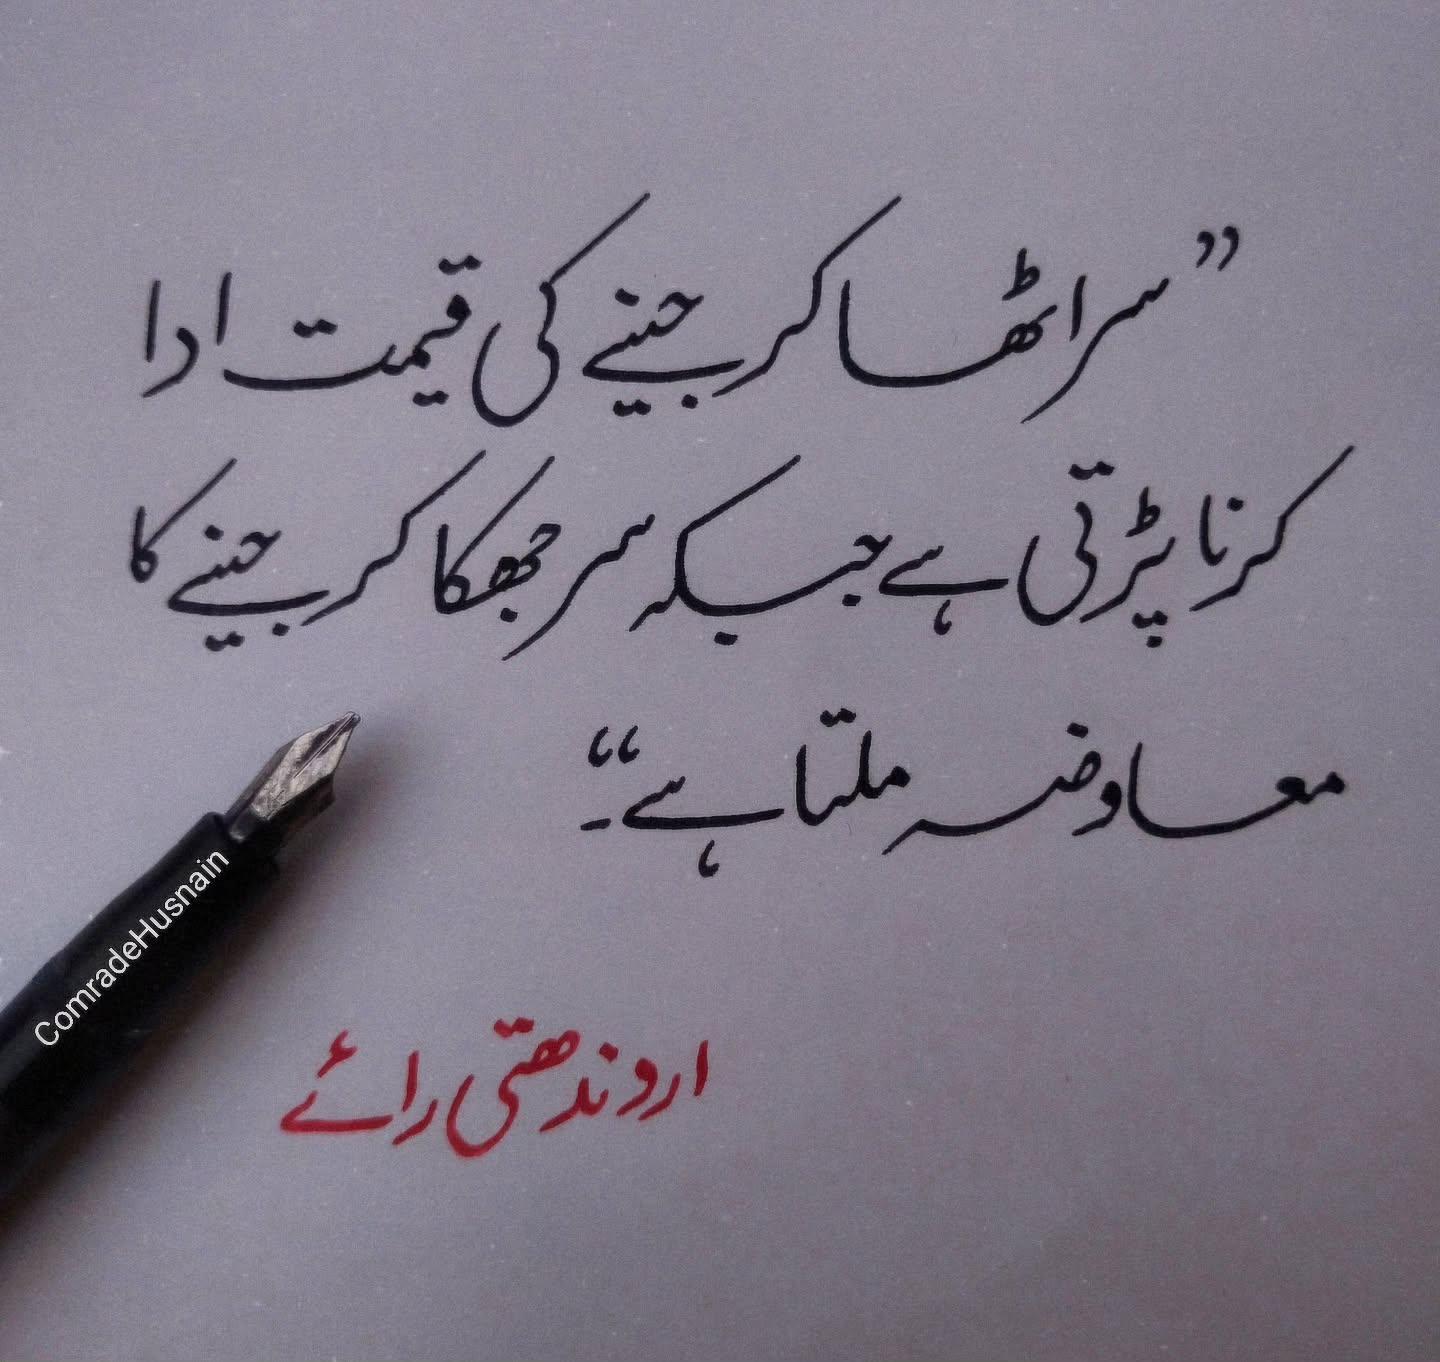 ”سر اٹھا کر جینے کی قیمت ادا
کرنا پڑتی ہے جبکہ سر جھکا کر جینے کا
معاوضہ ملتا ہے۔“
اروندھتی رائے
ComradeHusnain